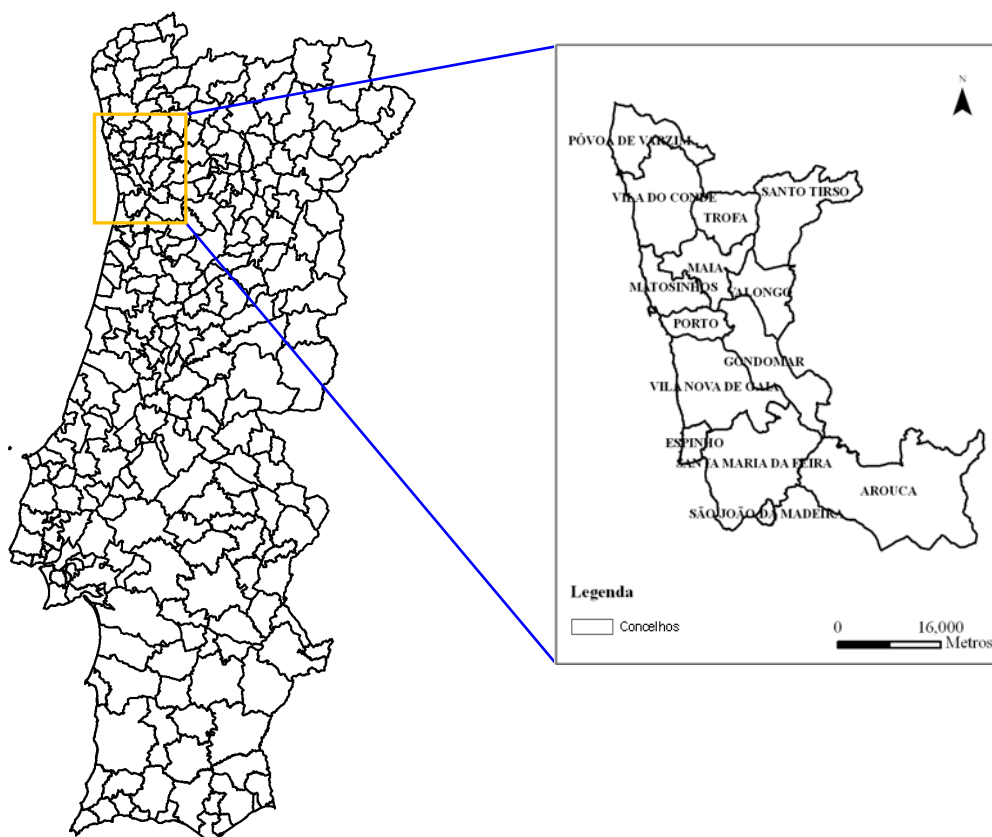 N
PÓVOA DE VARZIM
VILA DO CONDE
SANTO TIRSO
TROFA
MAIA
MATOSINHOS
VALONGO
PORTO
GONDOMAR
VILA NOVA DE GAIA
ESPINHO
SANTA MARIA DA FEIRA
AROUCA
SÃO JOÃO DA MADEIRA
Legenda
Concelhos
0 16,000
Metros